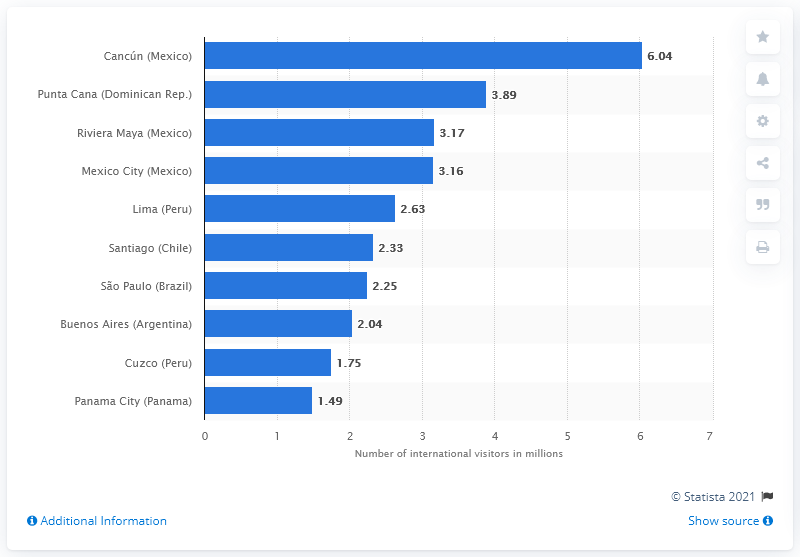 Cancún (Mexico) 6.04
Punta Cana (Dominican Rep.) 3.89
Riviera Maya (Mexico) 3.17
Mexico City (Mexico) 3.16
Lima (Peru) 2.63
Santiago (Chile) 2.33
São Paulo (Brazil) 2.25
Buenos Aires (Argentina) 2.04
Cuzco (Peru) 1.75
Panama City (Panama) 1.49
0 1 2 3 4 5 6 7
Number of international visitors in millions
© Statista 2021
Additional Information Show source